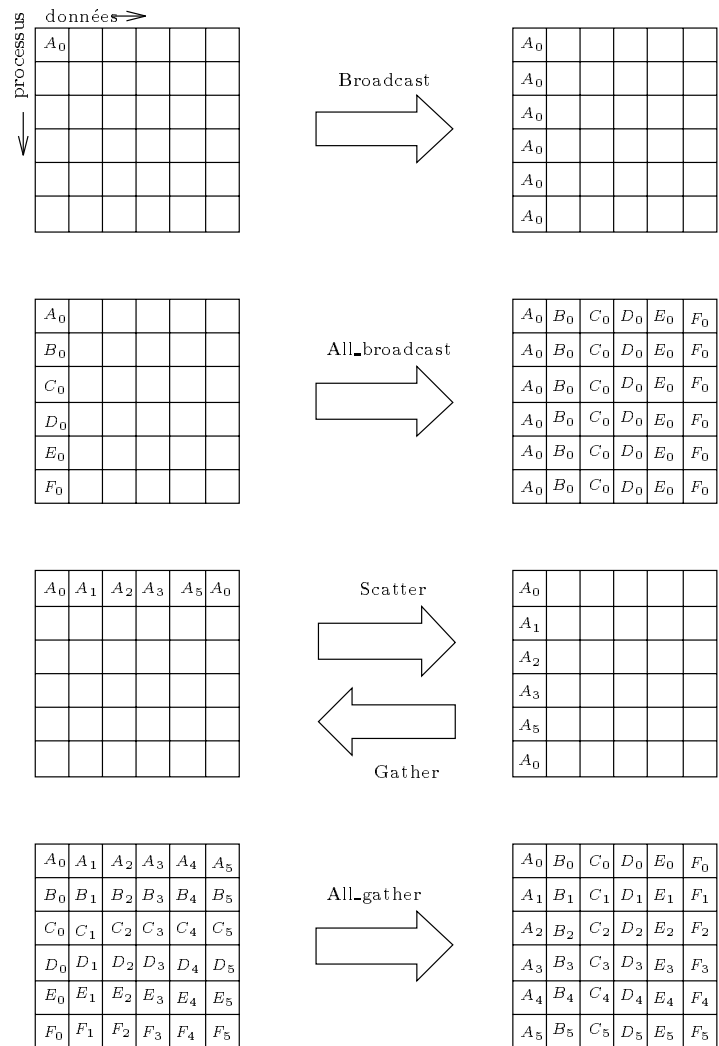 données
processus
A0 A0
Broadcast
A0
A0
A0
A0
A0
A0 A0 B0 C0 D0 E0 F0
B0 A0 B0 C0 D0 E0 F0
All_broadcast
C0 A0 B0 C0 D0 E0 F0
D0 A0 B0 C0 D0 E0 F0
E0 A0 B0 C0 D0 E0 F0
F0 A0 B0 C0 D0 E0 F0
A0 A1 A2 A3 A5 A0 A0
Scatter
A1
A2
A3
A5
A0
Gather
A0 A1 A2 A3 A4 A5 A0 B0 C0 D0 E0 F0
B0 B1 B2 B3 B4 B5 A1 B1 C1 D1 E1 F1
All_gather
C0 C1 C2 C3 C4 C5 A2 B2 C2 D2 E2 F2
D0 D1 D2 D3 D4 D5 A3 B3 C3 D3 E3 F3
E0 E1 E2 E3 E4 E5 A4 B4 C4 D4 E4 F4
F0 F1 F2 F3 F4 F5 A5 B5 C5 D5 E5 F5